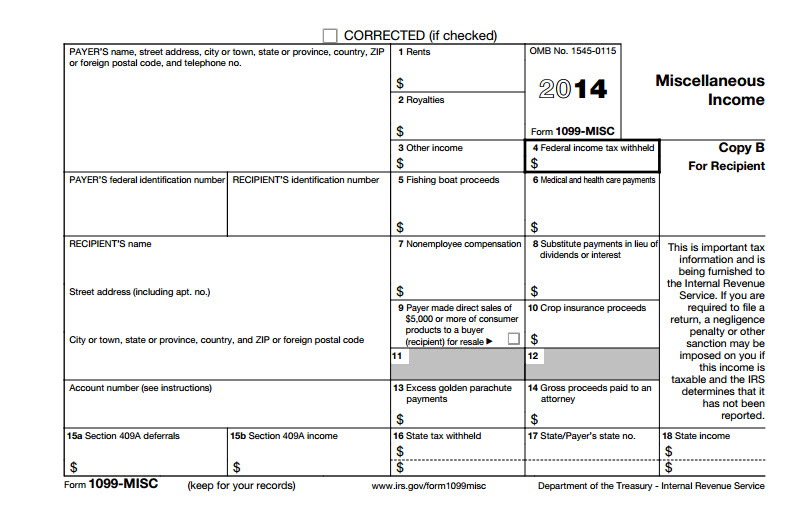 CORRECTED (if checked)
PAYER'S name, street address, city or town, state or province, country, ZIP
or foreign postal code, and telephone no.
1 Rents
$
2 Royalties
$
OMB No. 1545-0115
2014
Form 1099-MISC
Miscellaneous
Income
3 Other income
$
4 Federal income tax withheld
$
Copy B
For Recipient
PAYER'S federal identification number
RECIPIENT'S identification number
5 Fishing boat proceeds
$
6 Medical and health care payments
$
RECIPIENT'S name
Street address (including apt. no.)
City or town, state or province, country, and ZIP or foreign postal code
7 Nonemployee compensation
$
8 Substitute payments in lieu of
dividends or interest
$
This is important tax
information and is
being furnished to
the Internal Revenue
Service. If you are
required to file a
return, a negligence
penalty or other
sanction may be
imposed on you if
this income is
taxable and the IRS
determines that it
has not been
reported.
9 Payer made direct sales of
$5,000 or more of consumer
products to a buyer
(recipient) for resale ▶
10 Crop insurance proceeds
$
11
12
Account number (see instructions)
13 Excess golden parachute
payments
$
14 Gross proceeds paid to an
attorney
$
15a Section 409A deferrals
$
15b Section 409A income
$
16 State tax withheld
$
$
17 State/Payer's state no.
18 State income
$
$
Form 1099-MISC
(keep for your records)
www.irs.gov/form1099misc
Department of the Treasury - Internal Revenue Service